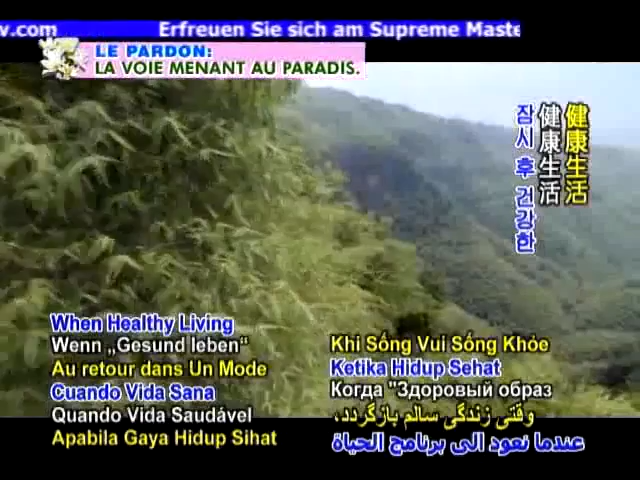 v.com Erfreuen Sie sich am Supreme Maste
LE PARDON:
LA VOIE MENANT AU PARADIS.
健康生活
健康生活
잠시 후 건강한
When Healthy Living
Wenn „Gesund leben“
Au retour dans Un Mode
Cuando Vida Sana
Quando Vida Saudável
Apabila Gaya Hidup Sihat
Khi Sống Vui Sống Khỏe
Ketika Hidup Sehat
Когда "Здоровый образ
وقتی زندگی سالم بازگردد،
عندما نعود الى برنامج الحياة